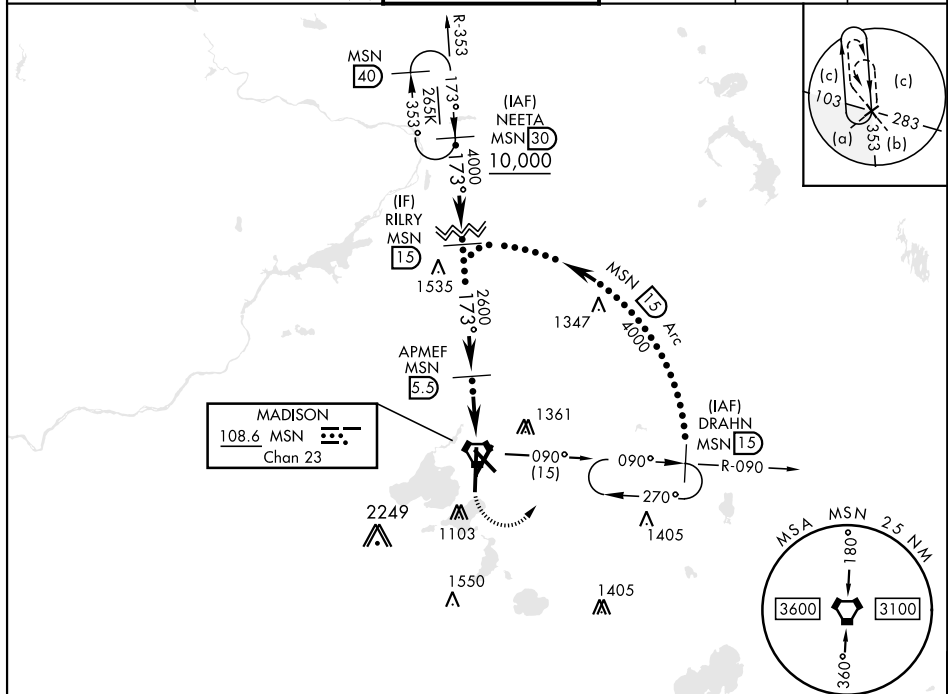 R-353
MSN
40
173°
265K
353°
(IAF)
NEETA
MSN 30
10,000
4000
173°
(IF)
RILRY
MSN
15
1535
2600
173°
MSN 15 Arc
4000
1347
APMEF
MSN
5.5
MADISON
108.6 MSN
Chan 23
1361
(IAF)
DRAHN
MSN 15
090°
(15)
090°
R-090
270°
2249
1103
1405
1550
1405
(c)
(c)
103
283
(a)
(b)
353
MSA MSN 25 NM
180°
3600
3100
360°